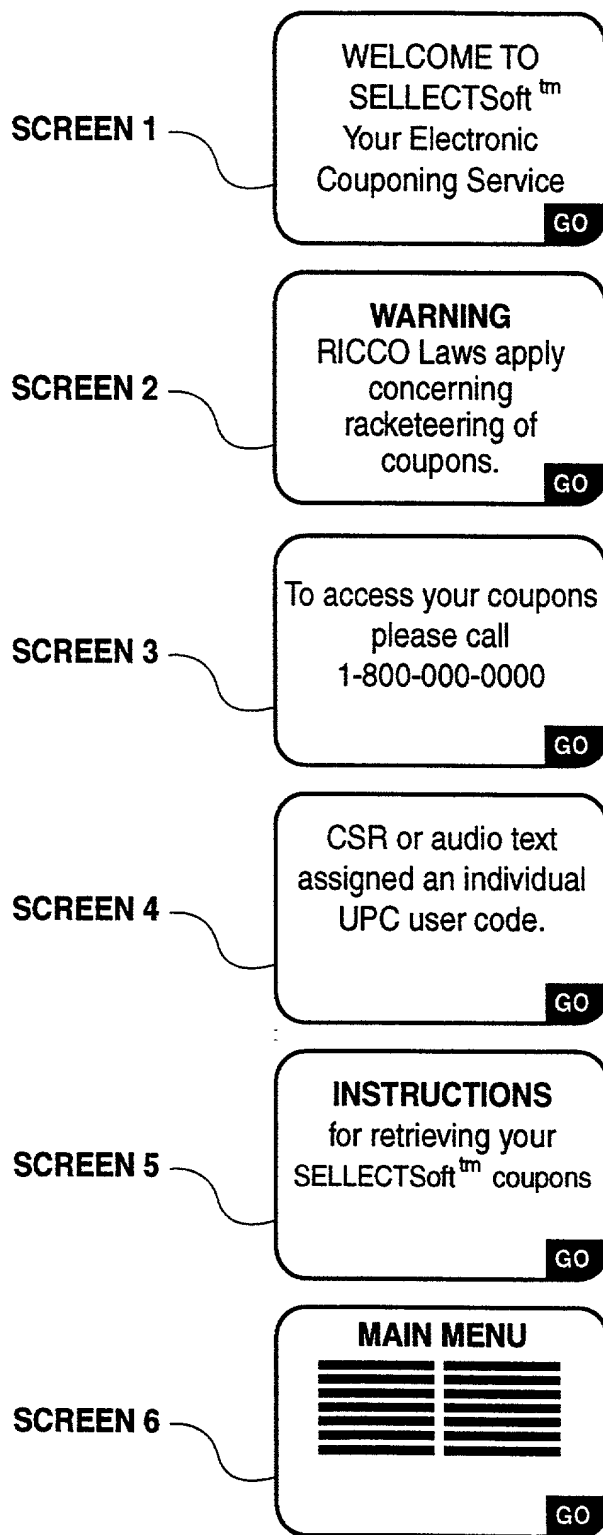 SCREEN 1
WELCOME TO
SELLECTSoft tm
Your Electronic
Couponing Service
GO
SCREEN 2
WARNING
RICCO Laws apply
concerning
racketeering of
coupons.
GO
SCREEN 3
To access your coupons
please call
1-800-000-0000
GO
SCREEN 4
CSR or audio text
assigned an individual
UPC user code.
GO
SCREEN 5
INSTRUCTIONS
for retrieving your
SELLECTSoft tm coupons
GO
SCREEN 6
MAIN MENU
GO